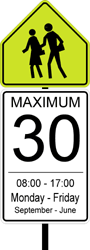 MAXIMUM
30
08:00 - 17:00
Monday - Friday
September - June